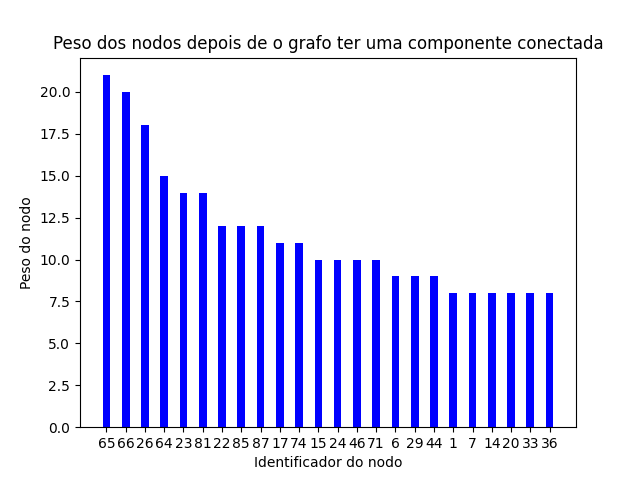 Peso dos nodos depois de o grafo ter uma componente conectada
20.0
17.5
15.0
12.5
10.0
7.5
5.0
2.5
0.0
Peso do nodo
65 66 26 64 23 81 22 85 87 17 74 15 24 46 71 6 29 44 1 7 14 20 33 36
Identificador do nodo